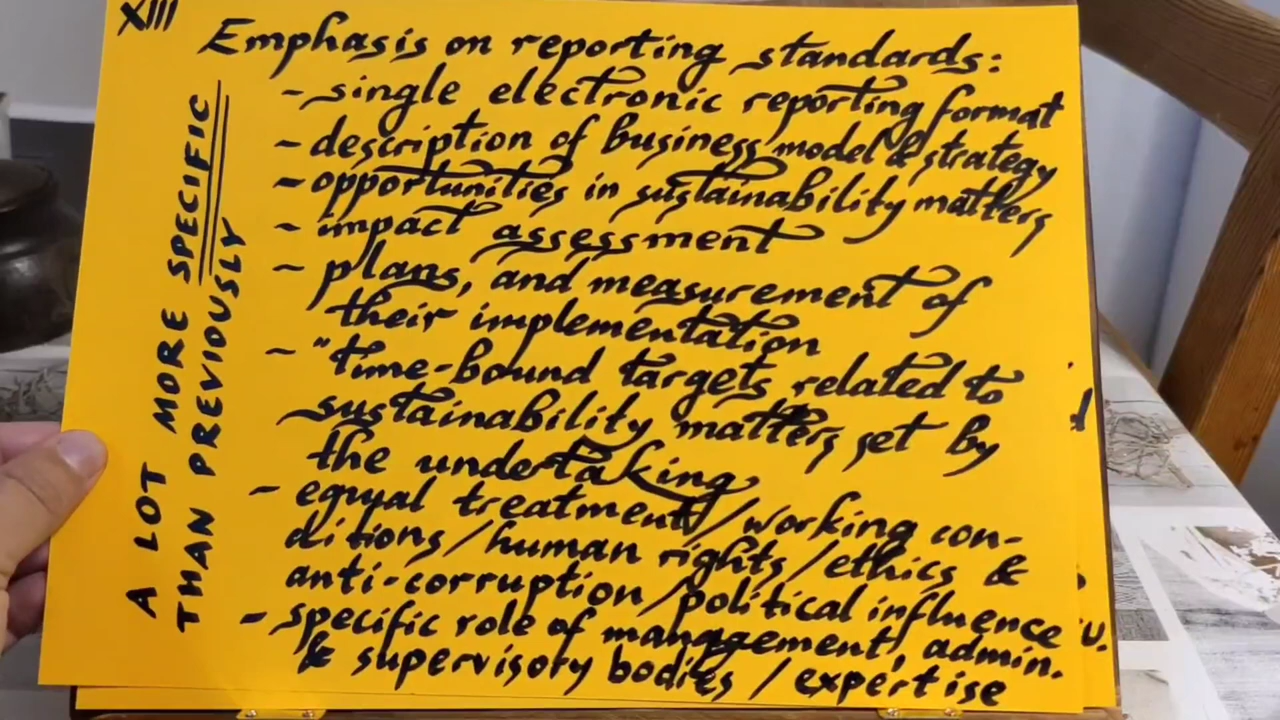 XIII
Emphasis on reporting standards:
- single electronic reporting format
- description of business model & strategy
- opportunities in sustainability matters
- impact assessment
- plans, and measurement of
their implementation
- "time-bound targets related to
sustainability matters set by
the undertaking
- equal treatment/working con-
ditions/human rights/ethics &
anti-corruption/political influence
- specific role of management, admin.
& supervisory bodies / expertise
A LOT MORE SPECIFIC
THAN PREVIOUSLY
U.